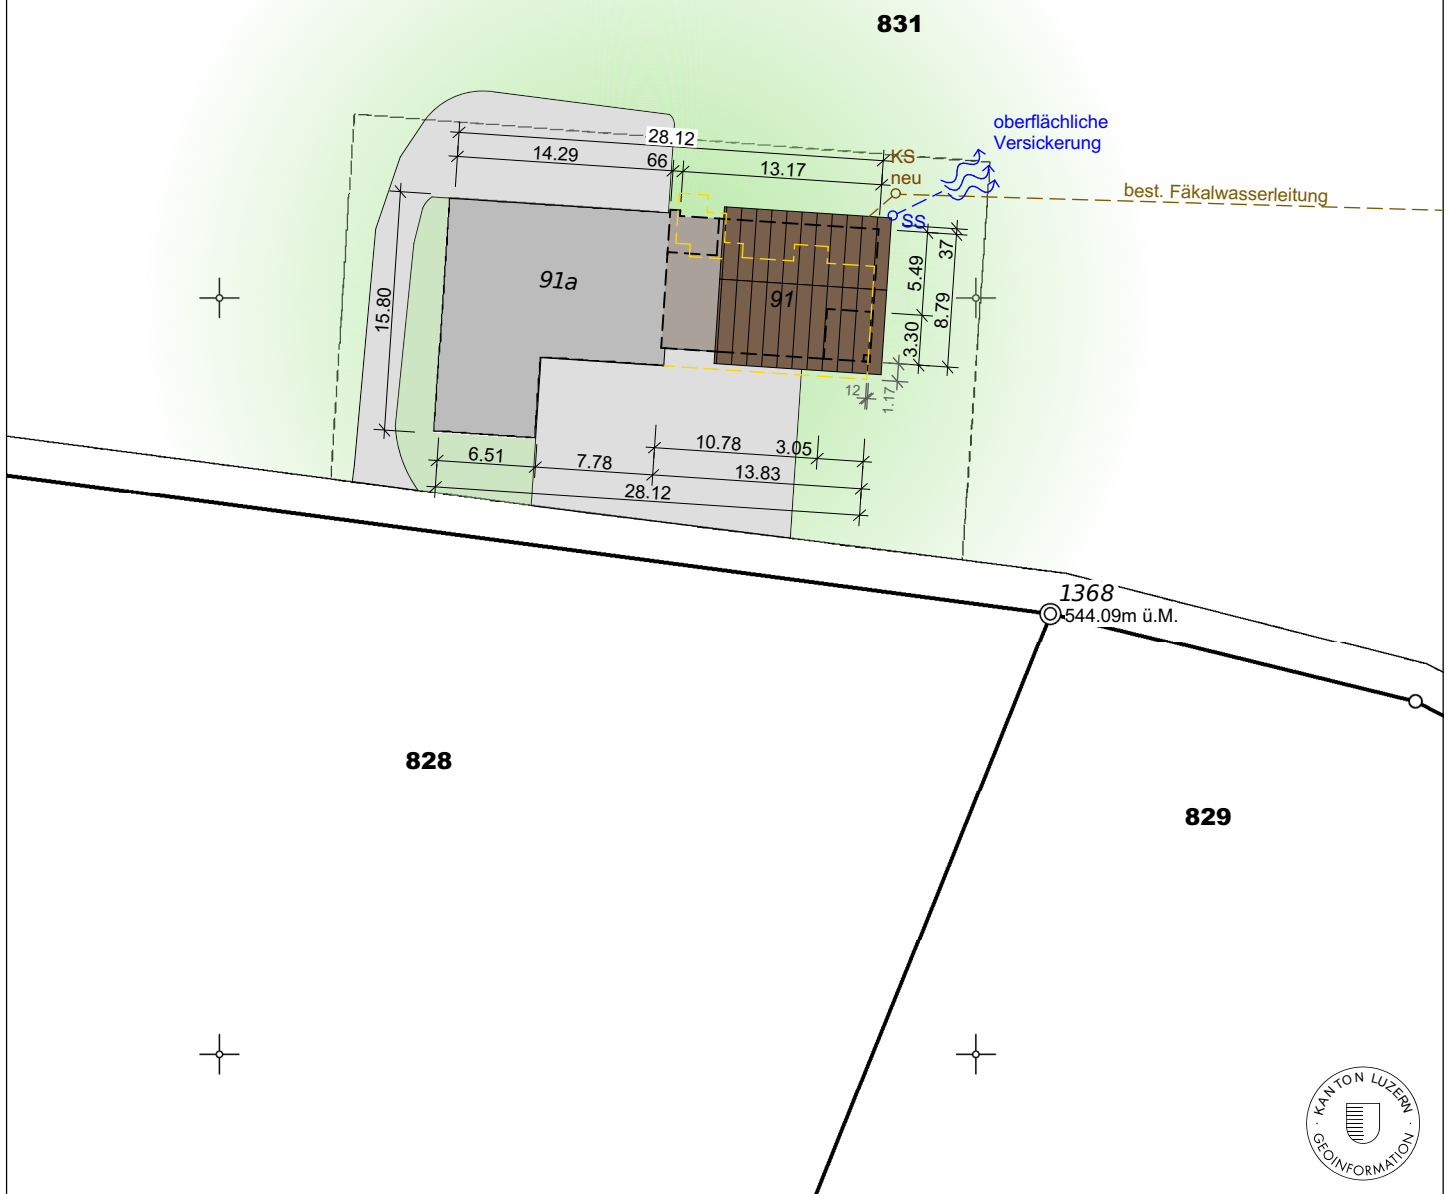 831
oberflächliche
Versickerung
28.12
14.29
66
13.17
KS
neu
best. Fäkalwasserleitung
SS
37
5.49
8.79
3.30
91a
91
15.80
12
1.17
10.78
3.05
6.51
7.78
13.83
28.12
1368
544.09m ü.M.
828
829
KANTON LUZERN
GEOINFORMATION